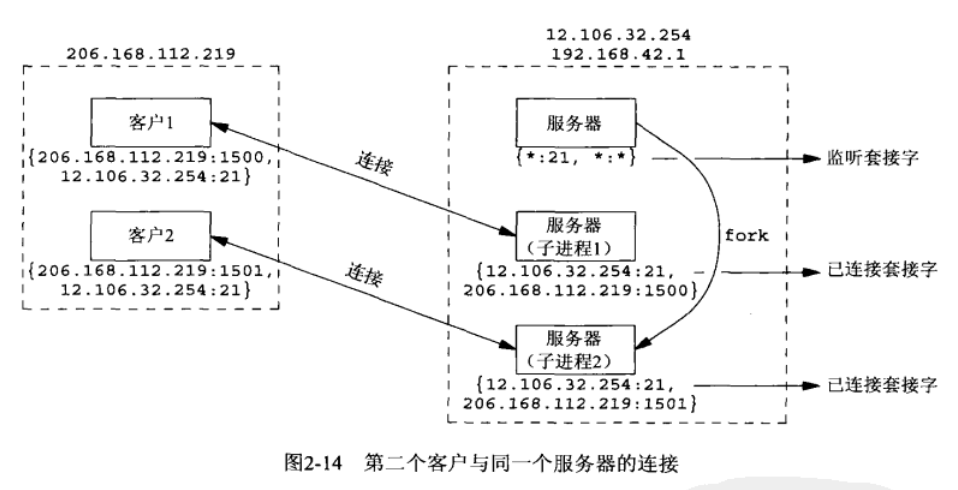 206.168.112.219
12.106.32.254
192.168.42.1
客户1
{206.168.112.219:1500,
12.106.32.254:21}
客户2
{206.168.112.219:1501,
12.106.32.254:21}
连接
连接
服务器
{*:21, *:*}
监听套接字
fork
服务器
(子进程1)
{12.106.32.254:21,
206.168.112.219:1500}
已连接套接字
服务器
(子进程2)
{12.106.32.254:21,
206.168.112.219:1501}
已连接套接字
图2-14 第二个客户与同一个服务器的连接